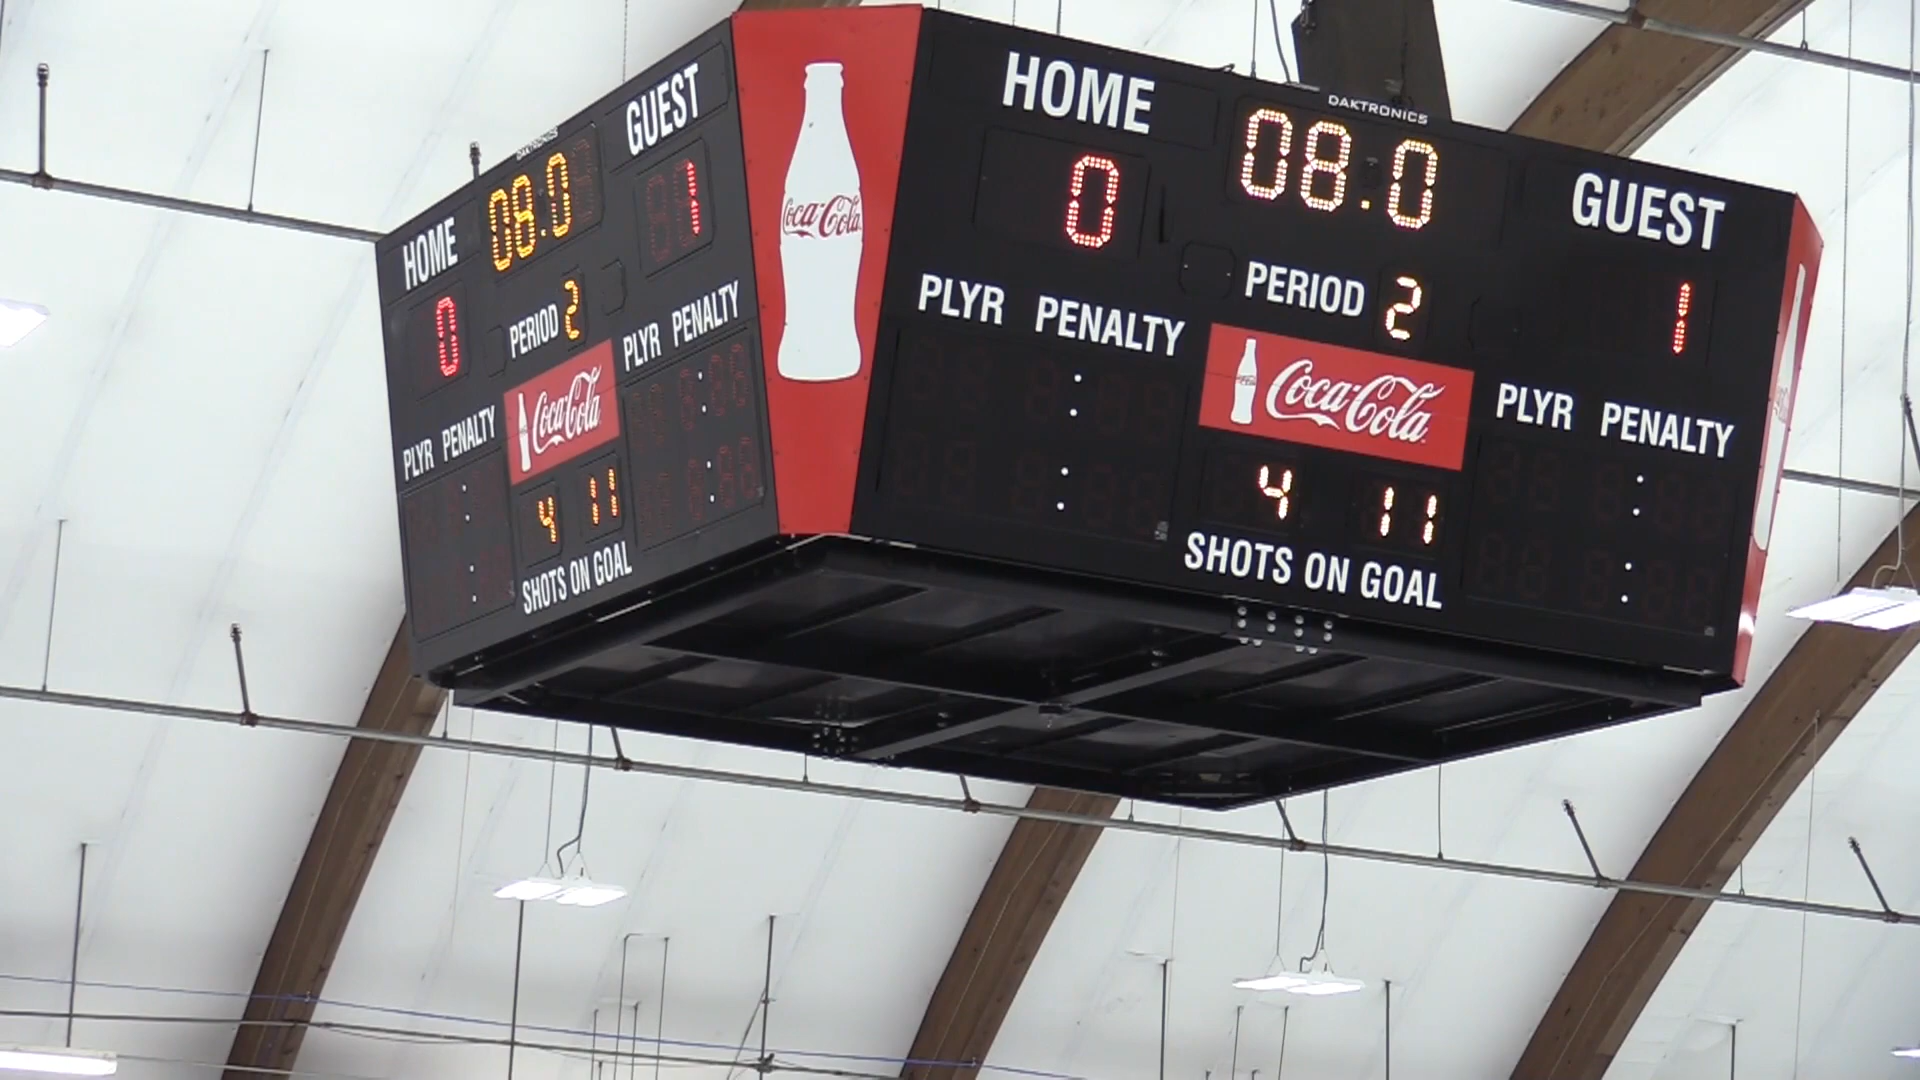 DAKTRONICS
GUEST
08.0
1
HOME
0
PERIOD 2
PLYR PENALTY
Coca-Cola
PLYR PENALTY
4 11
SHOTS ON GOAL
Coca-Cola
DAKTRONICS
HOME
08.0
0
GUEST
PERIOD 2
1
PLYR PENALTY
Coca-Cola
PLYR PENALTY
4 11
SHOTS ON GOAL